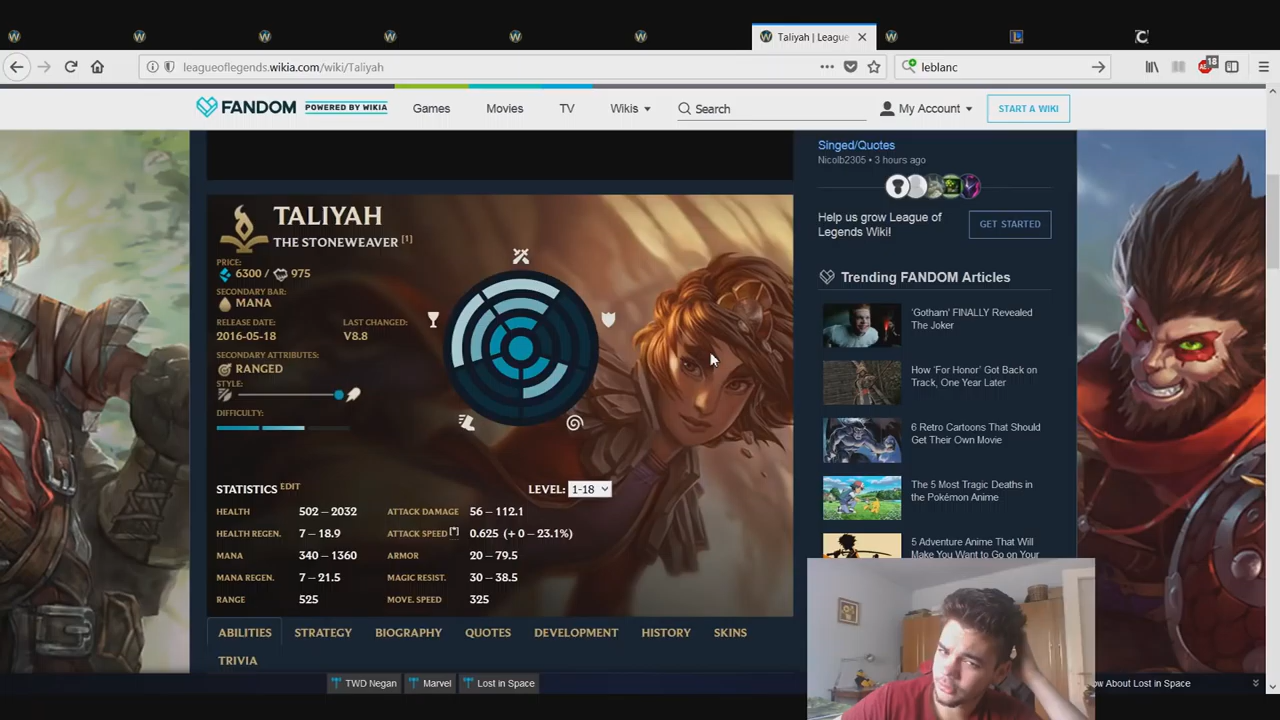 Taliyah | League
leagueoflegends.wikia.com/wiki/Taliyah
leblanc
18
FANDOM POWERED BY WIKIA
Games
Movies
TV
Wikis
Search
My Account
START A WIKI
Singed/Quotes
Nicolb2305 • 3 hours ago
Help us grow League of
Legends Wiki!
GET STARTED
Trending FANDOM Articles
'Gotham' FINALLY Revealed
The Joker
How 'For Honor' Got Back on
Track, One Year Later
6 Retro Cartoons That Should
Get Their Own Movie
The 5 Most Tragic Deaths in
the Pokémon Anime
5 Adventure Anime That Will
Make You Want to Go on Your
TALIYAH
THE STONEWEAVER [1]
PRICE:
6300 / 975
SECONDARY BAR:
MANA
RELEASE DATE:
2016-05-18
LAST CHANGED:
V8.8
SECONDARY ATTRIBUTES:
RANGED
STYLE:
DIFFICULTY:
STATISTICS EDIT
LEVEL: 1-18
HEALTH 502 – 2032 ATTACK DAMAGE 56 – 112.1
HEALTH REGEN. 7 – 18.9 ATTACK SPEED [*] 0.625 (+ 0 – 23.1%)
MANA 340 – 1360 ARMOR 20 – 79.5
MANA REGEN. 7 – 21.5 MAGIC RESIST. 30 – 38.5
RANGE 525 MOVE. SPEED 325
ABILITIES STRATEGY BIOGRAPHY QUOTES DEVELOPMENT HISTORY SKINS
TRIVIA
TWD Negan
Marvel
Lost in Space
ow About Lost in Space